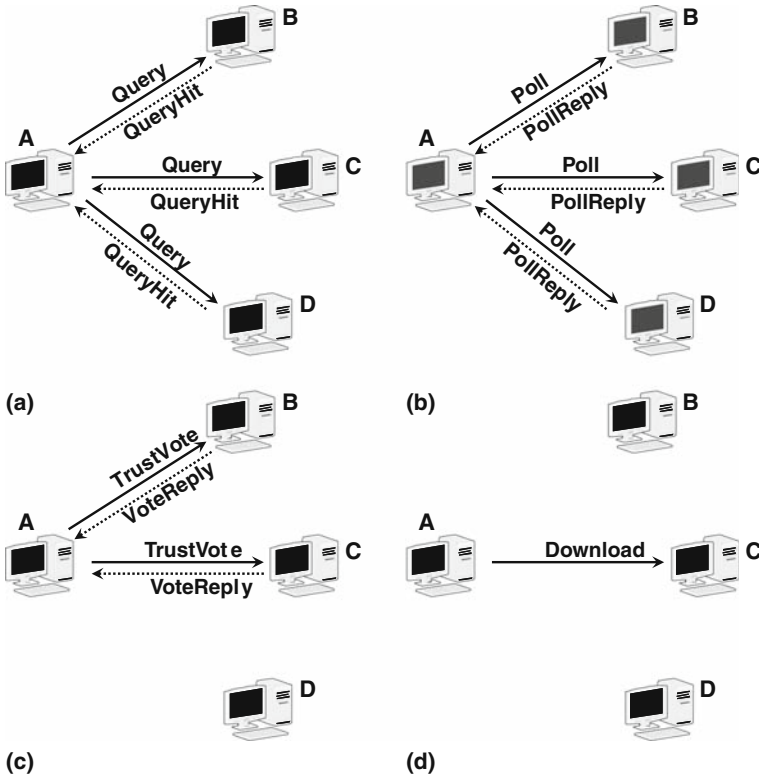 B
Query
QueryHit
A
Query
C
QueryHit
Query
QueryHit
D
(a)
B
Poll
PollReply
A
Poll
C
PollReply
Poll
PollReply
D
(b)
B
TrustVote
VoteReply
A
TrustVote
C
VoteReply
D
(c)
B
A
Download
C
D
(d)